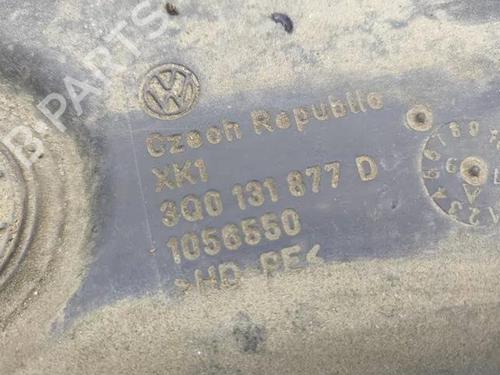 Czech Republic
XK1
3Q0 131 877 D
1056550
>HD-PE<